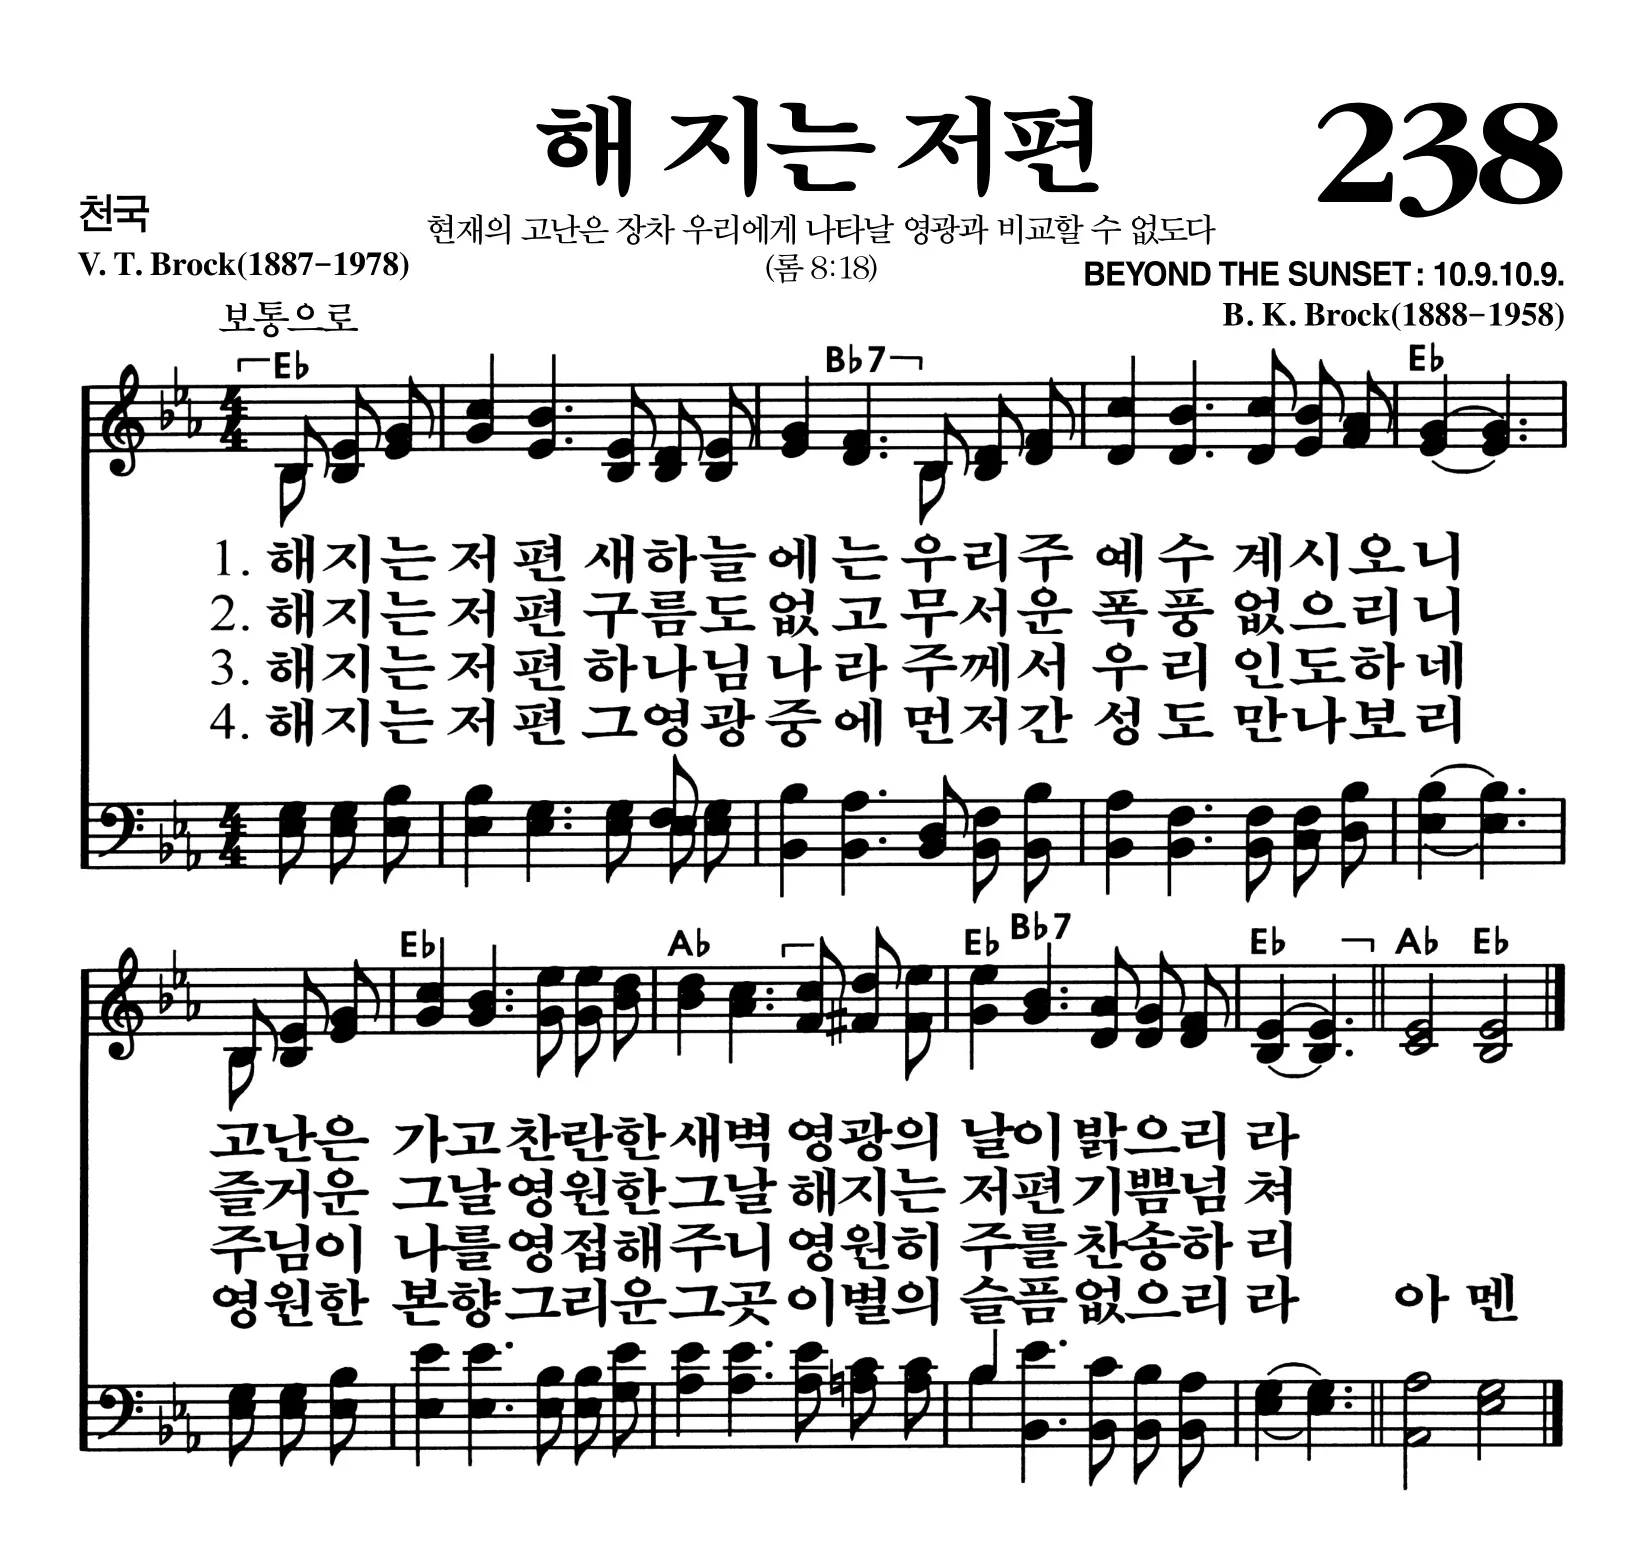 해 지는 저편
238
천국
현재의 고난은 장차 우리에게 나타날 영광과 비교할 수 없도다
(롬 8:18)
V. T. Brock(1887-1978)
BEYOND THE SUNSET : 10.9.10.9.
B. K. Brock(1888-1958)
보통으로
E♭ B♭7 E♭
1. 해지는 저 편 새하늘 에 는 우리주 예 수 계시오니
2. 해지는 저 편 구름도 없 고 무서운 폭 풍 없으리니
3. 해지는 저 편 하나님 나 라 주께서 우 리 인도하네
4. 해지는 저 편 그영광 중 에 먼저간 성 도 만나보리
E♭ A♭ E♭ B♭7 E♭ A♭ E♭
고난은 가고 찬란한새벽 영광의 날이 밝으리 라
즐거운 그날 영원한그날 해지는 저편 기쁨넘 쳐
주님이 나를 영접해주니 영원히 주를 찬송하 리
영원한 본향 그리운그곳 이별의 슬픔 없으리 라 아 멘